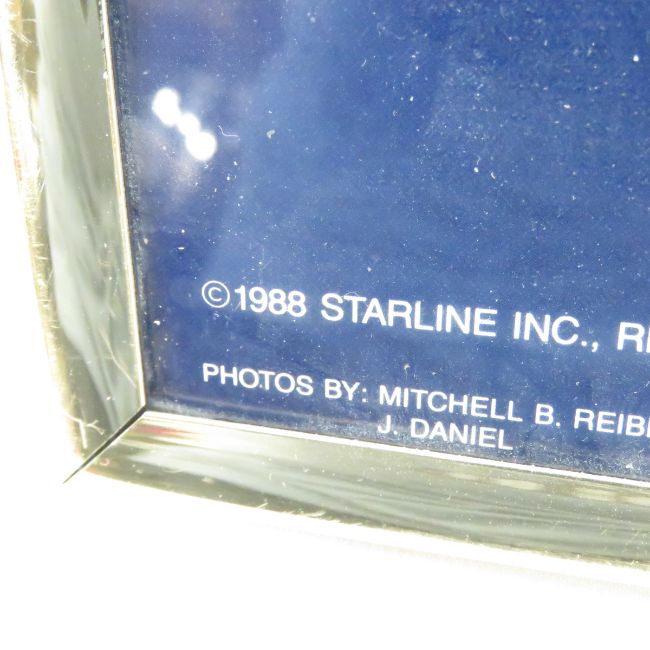 ©1988 STARLINE INC.,
PHOTOS BY: MITCHELL B.
J. DANIEL